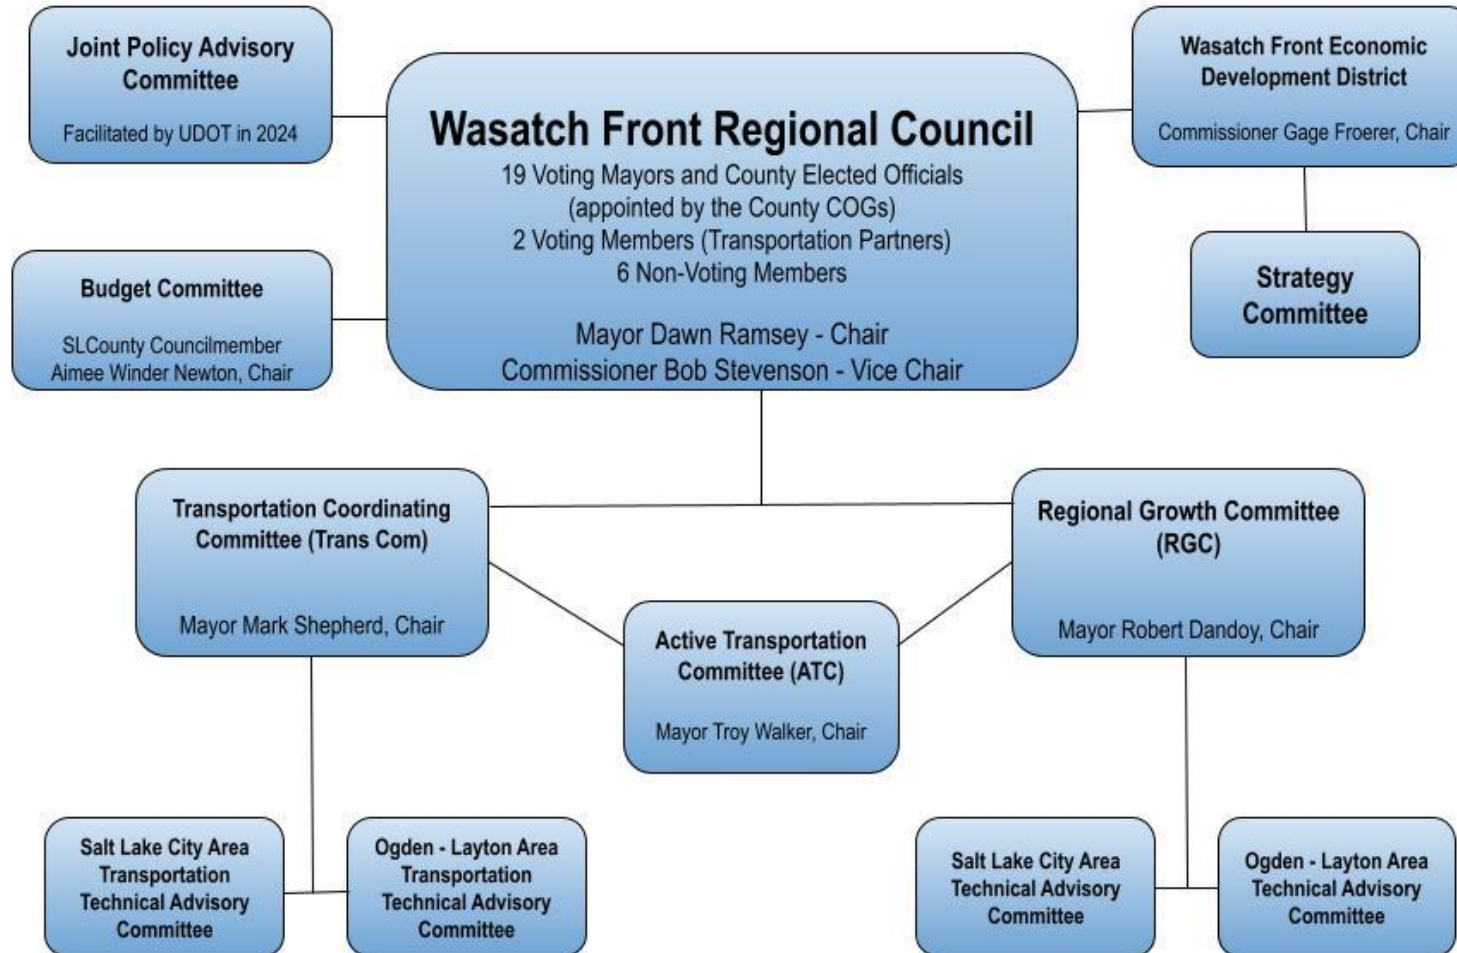 Joint Policy Advisory
Committee
Facilitated by UDOT in 2024
Wasatch Front Regional Council
19 Voting Mayors and County Elected Officials
(appointed by the County COGs)
2 Voting Members (Transportation Partners)
6 Non-Voting Members
Mayor Dawn Ramsey - Chair
Commissioner Bob Stevenson - Vice Chair
Wasatch Front Economic
Development District
Commissioner Gage Froerer, Chair
Budget Committee
SLCounty Councilmember
Aimee Winder Newton, Chair
Strategy
Committee
Transportation Coordinating
Committee (Trans Com)
Mayor Mark Shepherd, Chair
Active Transportation
Committee (ATC)
Mayor Troy Walker, Chair
Regional Growth Committee
(RGC)
Mayor Robert Dandoy, Chair
Salt Lake City Area
Transportation
Technical Advisory
Committee
Ogden - Layton Area
Transportation
Technical Advisory
Committee
Salt Lake City Area
Technical Advisory
Committee
Ogden - Layton Area
Technical Advisory
Committee